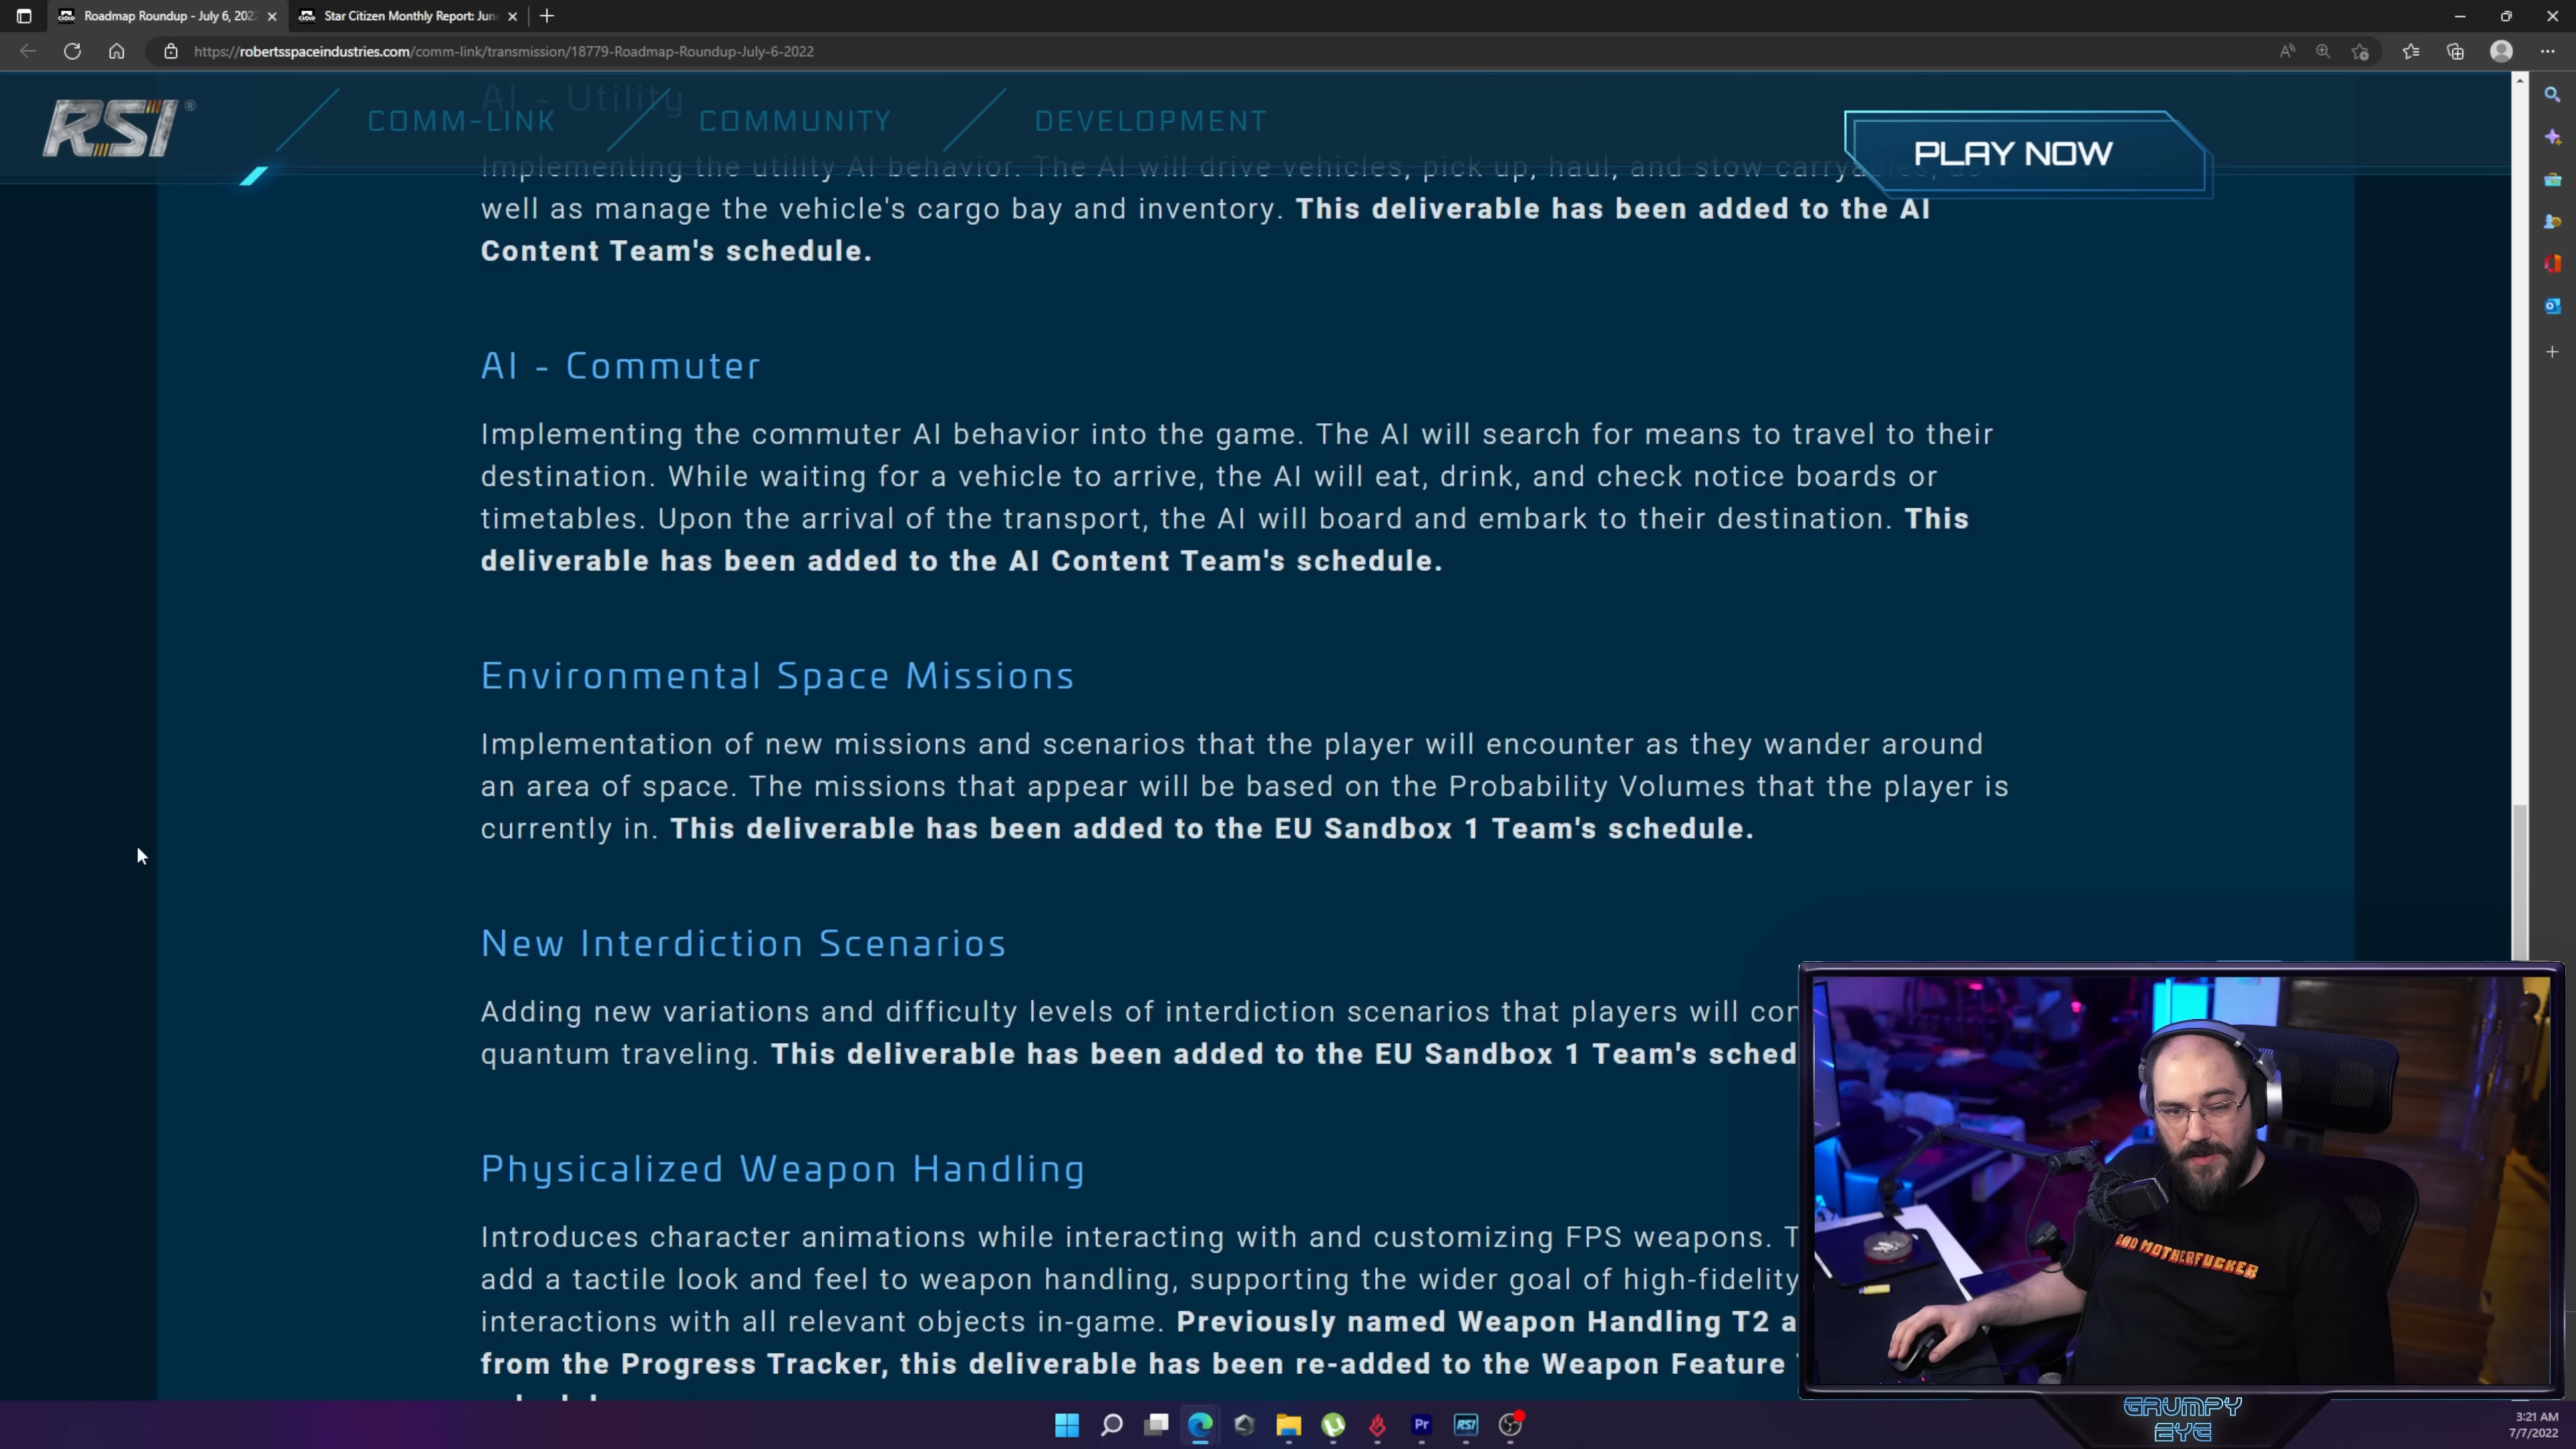 Roadmap Roundup - July 6, 202
Star Citizen Monthly Report: Jun
https://robertsspaceindustries.com/comm-link/transmission/18779-Roadmap-Roundup-July-6-2022
RSI
®
COMM-LINK
COMMUNITY
DEVELOPMENT
PLAY NOW
AI - Utility
Implementing the utility AI behavior. The AI will drive vehicles, pick up, haul, and stow carryables, as
well as manage the vehicle's cargo bay and inventory. This deliverable has been added to the AI
Content Team's schedule.
AI - Commuter
Implementing the commuter AI behavior into the game. The AI will search for means to travel to their
destination. While waiting for a vehicle to arrive, the AI will eat, drink, and check notice boards or
timetables. Upon the arrival of the transport, the AI will board and embark to their destination. This
deliverable has been added to the AI Content Team's schedule.
Environmental Space Missions
Implementation of new missions and scenarios that the player will encounter as they wander around
an area of space. The missions that appear will be based on the Probability Volumes that the player is
currently in. This deliverable has been added to the EU Sandbox 1 Team's schedule.
New Interdiction Scenarios
Adding new variations and difficulty levels of interdiction scenarios that players will con
quantum traveling. This deliverable has been added to the EU Sandbox 1 Team's sched
Physicalized Weapon Handling
Introduces character animations while interacting with and customizing FPS weapons. T
add a tactile look and feel to weapon handling, supporting the wider goal of high-fidelity
interactions with all relevant objects in-game. Previously named Weapon Handling T2 a
from the Progress Tracker, this deliverable has been re-added to the Weapon Feature
BAD MOTHERFUCKER
GRUMPY
EYE
Pr
RSI
3:21 AM
7/7/2022